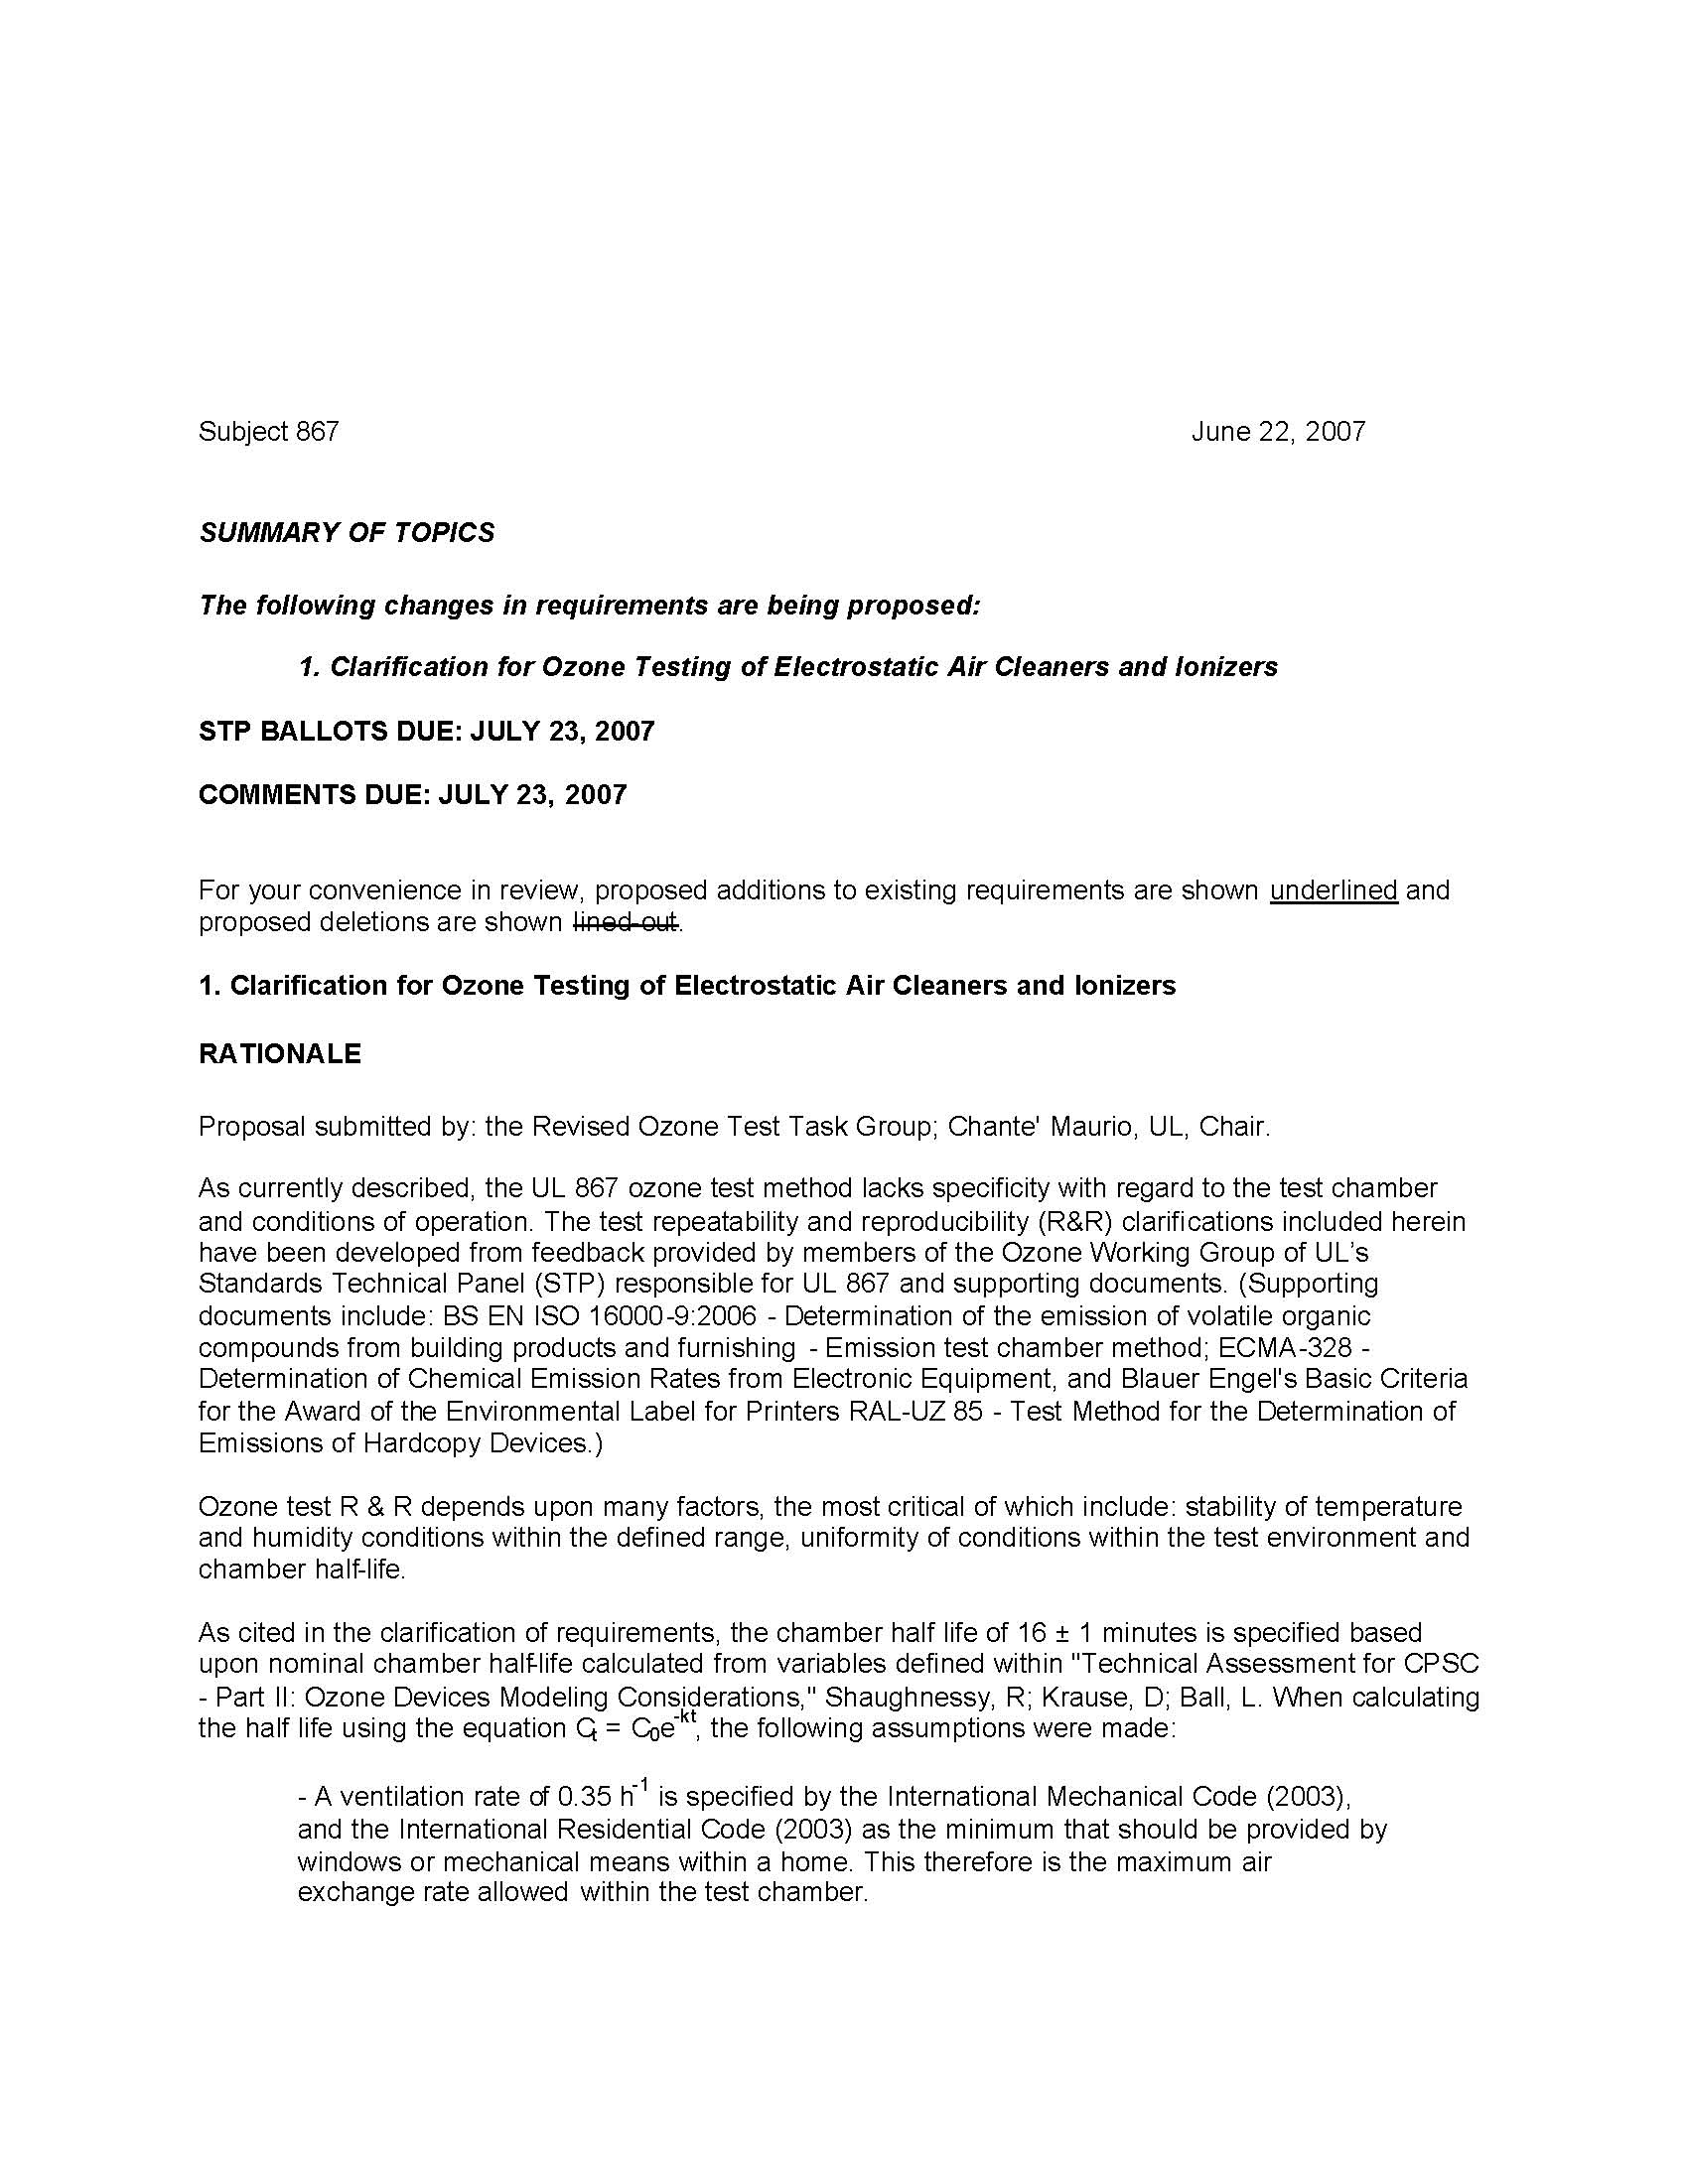 Subject 867 June 22, 2007
SUMMARY OF TOPICS
The following changes in requirements are being proposed:
1. Clarification for Ozone Testing of Electrostatic Air Cleaners and Ionizers
STP BALLOTS DUE: JULY 23, 2007
COMMENTS DUE: JULY 23, 2007
For your convenience in review, proposed additions to existing requirements are shown underlined and
proposed deletions are shown lined-out.
1. Clarification for Ozone Testing of Electrostatic Air Cleaners and Ionizers
RATIONALE
Proposal submitted by: the Revised Ozone Test Task Group; Chante' Maurio, UL, Chair.
As currently described, the UL 867 ozone test method lacks specificity with regard to the test chamber
and conditions of operation. The test repeatability and reproducibility (R&R) clarifications included herein
have been developed from feedback provided by members of the Ozone Working Group of UL’s
Standards Technical Panel (STP) responsible for UL 867 and supporting documents. (Supporting
documents include: BS EN ISO 16000-9:2006 - Determination of the emission of volatile organic
compounds from building products and furnishing - Emission test chamber method; ECMA-328 -
Determination of Chemical Emission Rates from Electronic Equipment, and Blauer Engel's Basic Criteria
for the Award of the Environmental Label for Printers RAL-UZ 85 - Test Method for the Determination of
Emissions of Hardcopy Devices.)
Ozone test R & R depends upon many factors, the most critical of which include: stability of temperature
and humidity conditions within the defined range, uniformity of conditions within the test environment and
chamber half-life.
As cited in the clarification of requirements, the chamber half life of 16 ± 1 minutes is specified based
upon nominal chamber half-life calculated from variables defined within "Technical Assessment for CPSC
- Part II: Ozone Devices Modeling Considerations," Shaughnessy, R; Krause, D; Ball, L. When calculating
the half life using the equation Ct = C0e-kt, the following assumptions were made:
- A ventilation rate of 0.35 h-1 is specified by the International Mechanical Code (2003),
and the International Residential Code (2003) as the minimum that should be provided by
windows or mechanical means within a home. This therefore is the maximum air
exchange rate allowed within the test chamber.